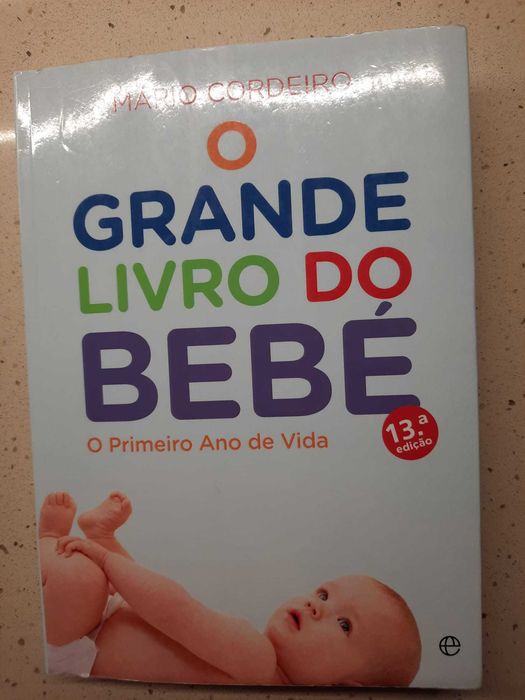 MÁRIO CORDEIRO
O
GRANDE
LIVRO DO
BEBÉ
O Primeiro Ano de Vida
13.ª
edição
e